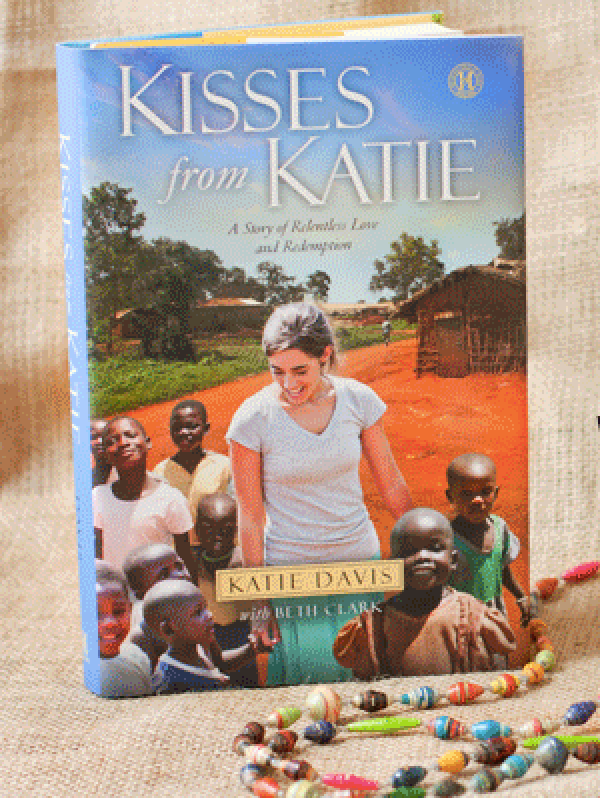 KISSES
from KATIE
A Story of Relentless Love
and Redemption
KATIE DAVIS
with BETH CLARK
KISSES from KATIE